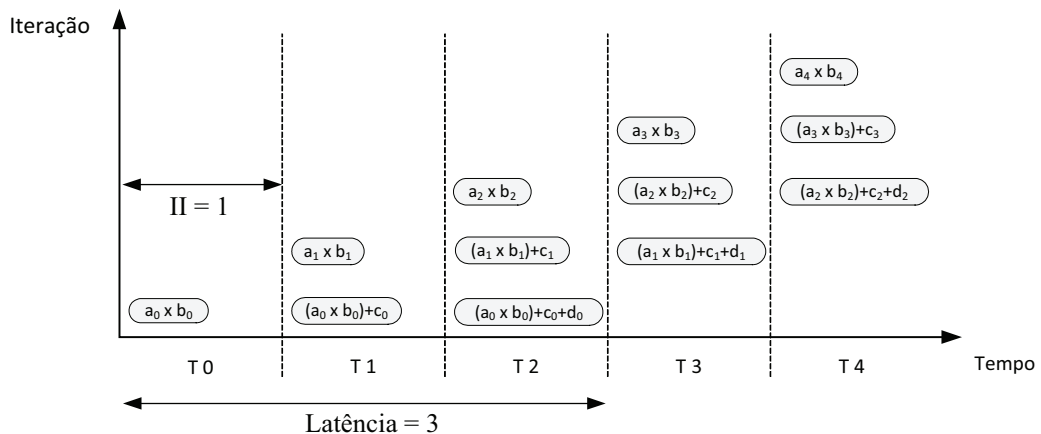 Iteração
a₄ x b₄
a₃ x b₃
(a₃ x b₃)+c₃
II = 1
a₂ x b₂
(a₂ x b₂)+c₂
(a₂ x b₂)+c₂+d₂
a₁ x b₁
(a₁ x b₁)+c₁
(a₁ x b₁)+c₁+d₁
a₀ x b₀
(a₀ x b₀)+c₀
(a₀ x b₀)+c₀+d₀
T 0 T 1 T 2 T 3 T 4 Tempo
Latência = 3